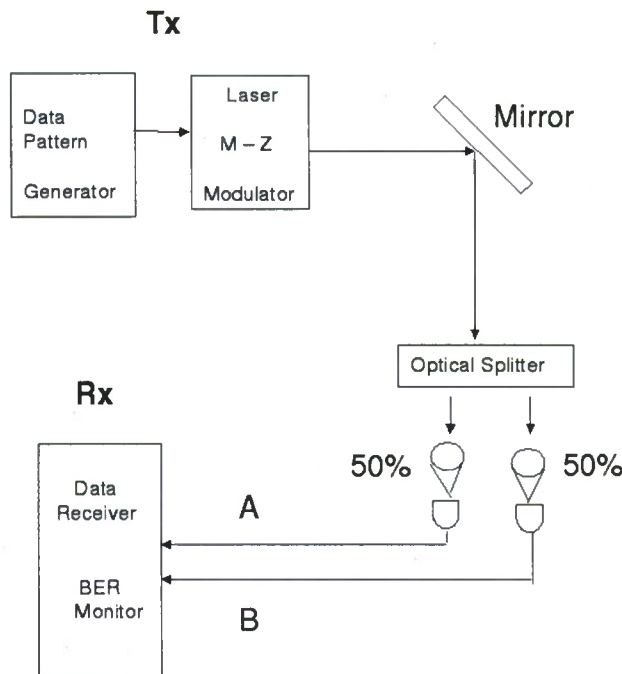 Tx
Data
Pattern
Generator
Laser
M – Z
Modulator
Mirror
Optical Splitter
50%
50%
Rx
Data
Receiver
BER
Monitor
A
B